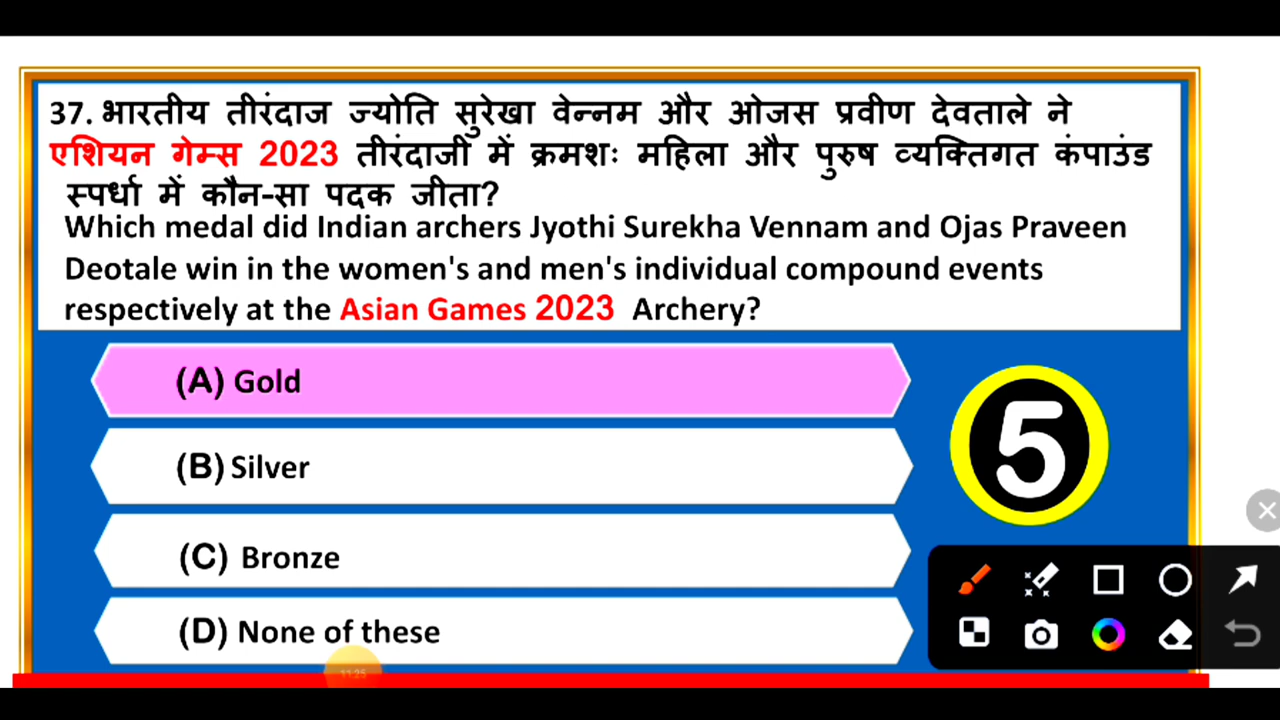 37. भारतीय तीरंदाज ज्योति सुरेखा वेन्नम और ओजस प्रवीण देवताले ने
एशियन गेम्स 2023 तीरंदाजी में क्रमशः महिला और पुरुष व्यक्तिगत कंपाउंड
स्पर्धा में कौन-सा पदक जीता?
Which medal did Indian archers Jyothi Surekha Vennam and Ojas Praveen
Deotale win in the women's and men's individual compound events
respectively at the Asian Games 2023 Archery?
(A) Gold
(B) Silver
5
(C) Bronze
(D) None of these
11:25